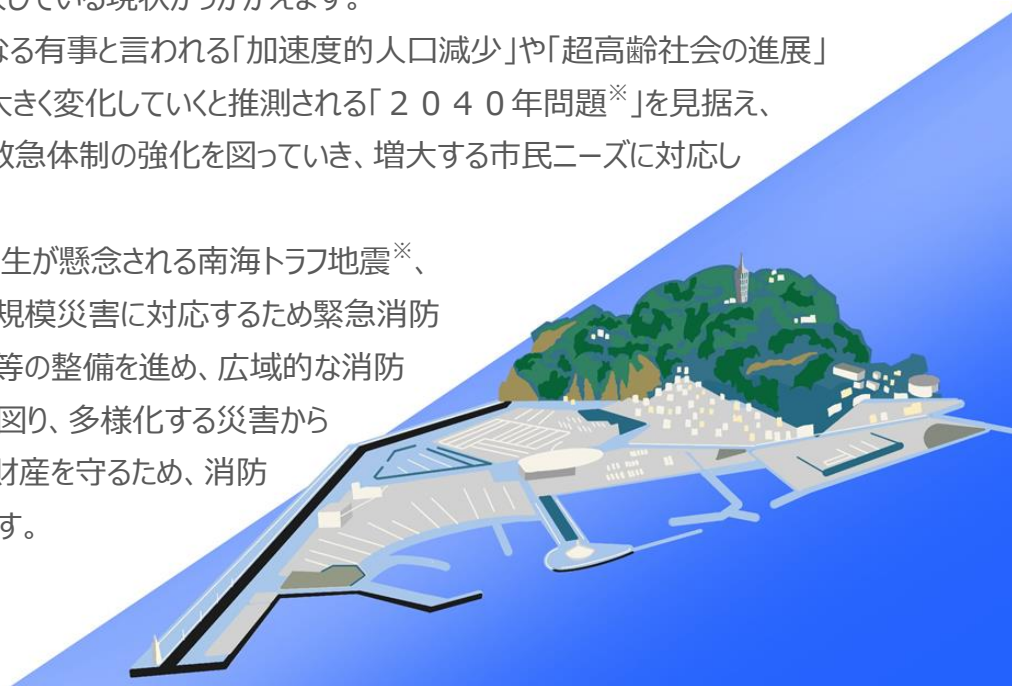 している現状がうかがえます。
なる有事と言われる「加速度的人口減少」や「超高齢社会の進展」
大きく変化していくと推測される「２０４０年問題※」を見据え、
救急体制の強化を図っていき、増大する市民ニーズに対応し
生が懸念される南海トラフ地震※、
規模災害に対応するため緊急消防
等の整備を進め、広域的な消防
図り、多様化する災害から
財産を守るため、消防
す。